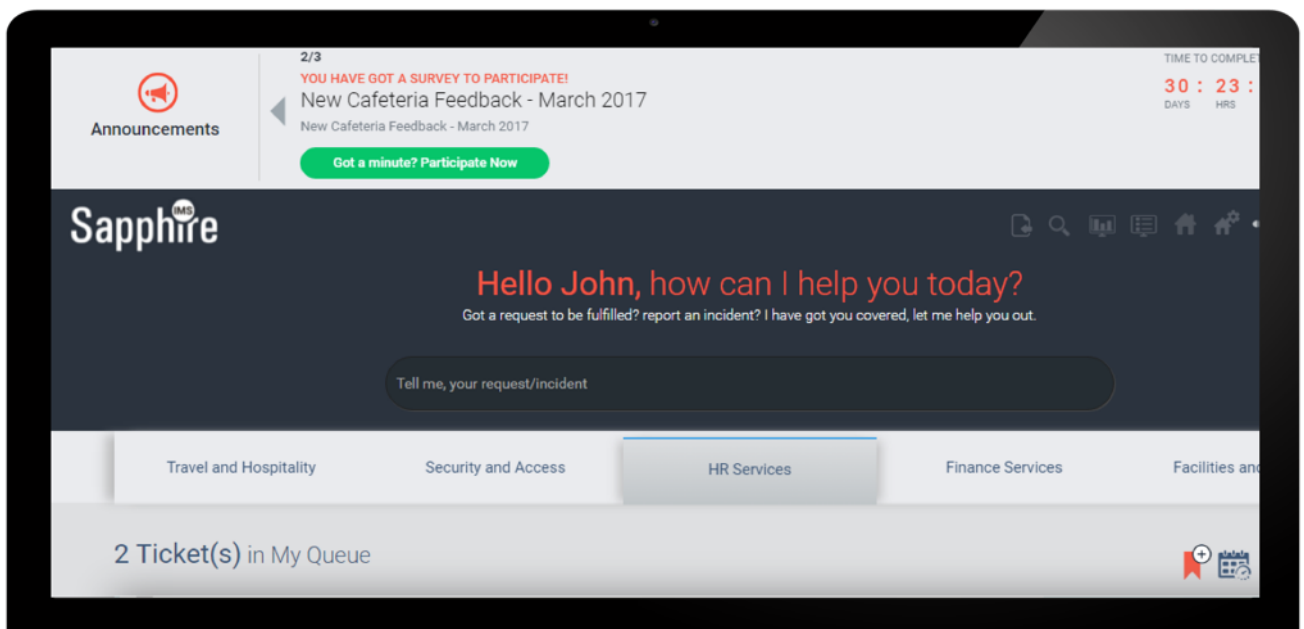 Announcements
2/3
YOU HAVE GOT A SURVEY TO PARTICIPATE!
New Cafeteria Feedback - March 2017
New Cafeteria Feedback - March 2017
Got a minute? Participate Now
TIME TO COMPLET
30 : 23 :
DAYS HRS
Sapphire
IMS
Hello John, how can I help you today?
Got a request to be fulfilled? report an incident? I have got you covered, let me help you out.
Tell me, your request/incident
Travel and Hospitality
Security and Access
HR Services
Finance Services
Facilities and
2 Ticket(s) in My Queue